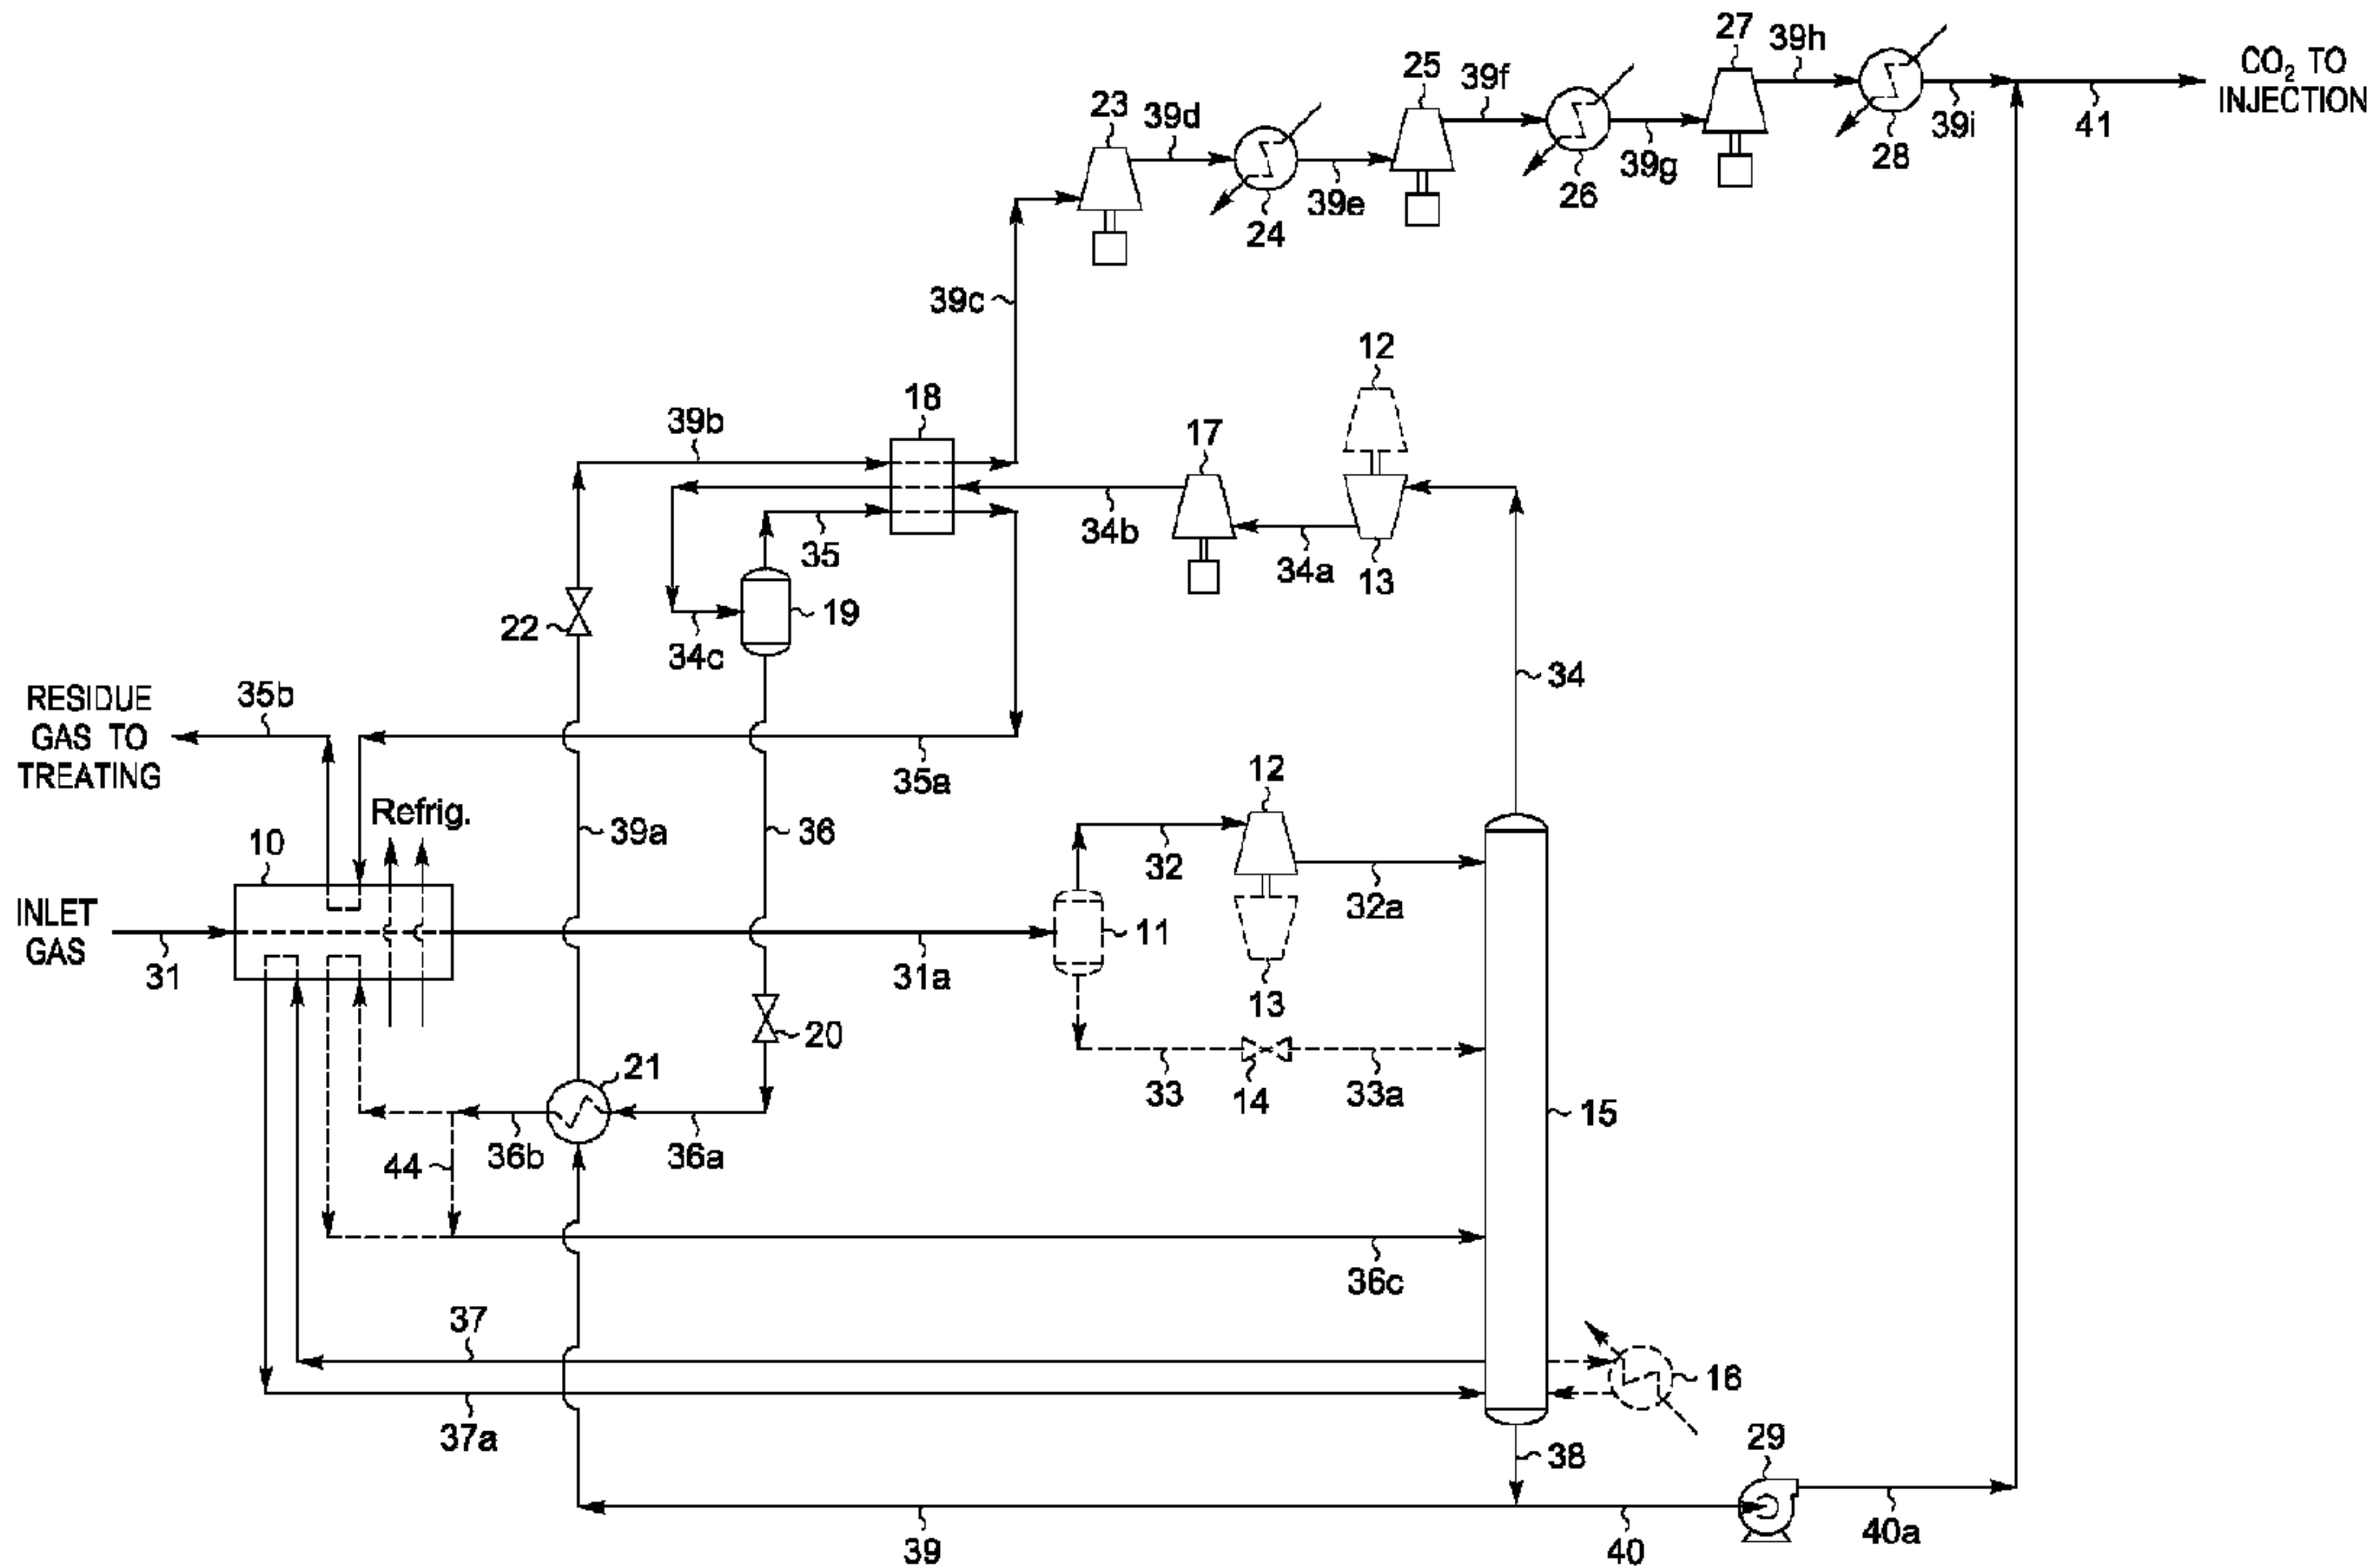 27
39h
CO₂ TO
INJECTION
25
39f
28
39i
41
23
39d
26
39g
24
39e
39c
12
18
39b
17
34b
34a
13
35
19
22
34c
34
RESIDUE
GAS TO
TREATING
35b
35a
12
Refrig.
10
39a
36
32
32a
INLET
GAS
31
31a
11
13
20
21
33
14
33a
15
36b
36a
44
36c
37
16
37a
38
29
39
40
40a